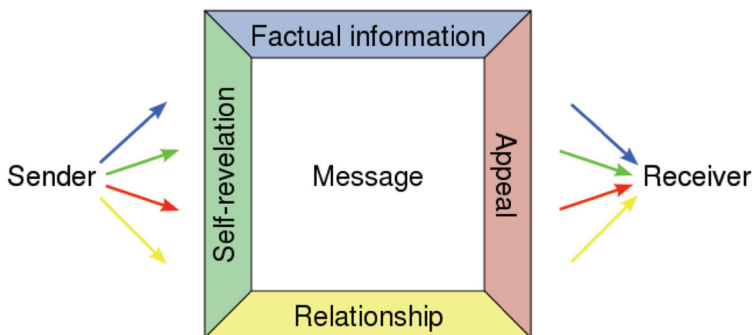 Factual information
Sender
Self-revelation
Message
Appeal
Receiver
Relationship